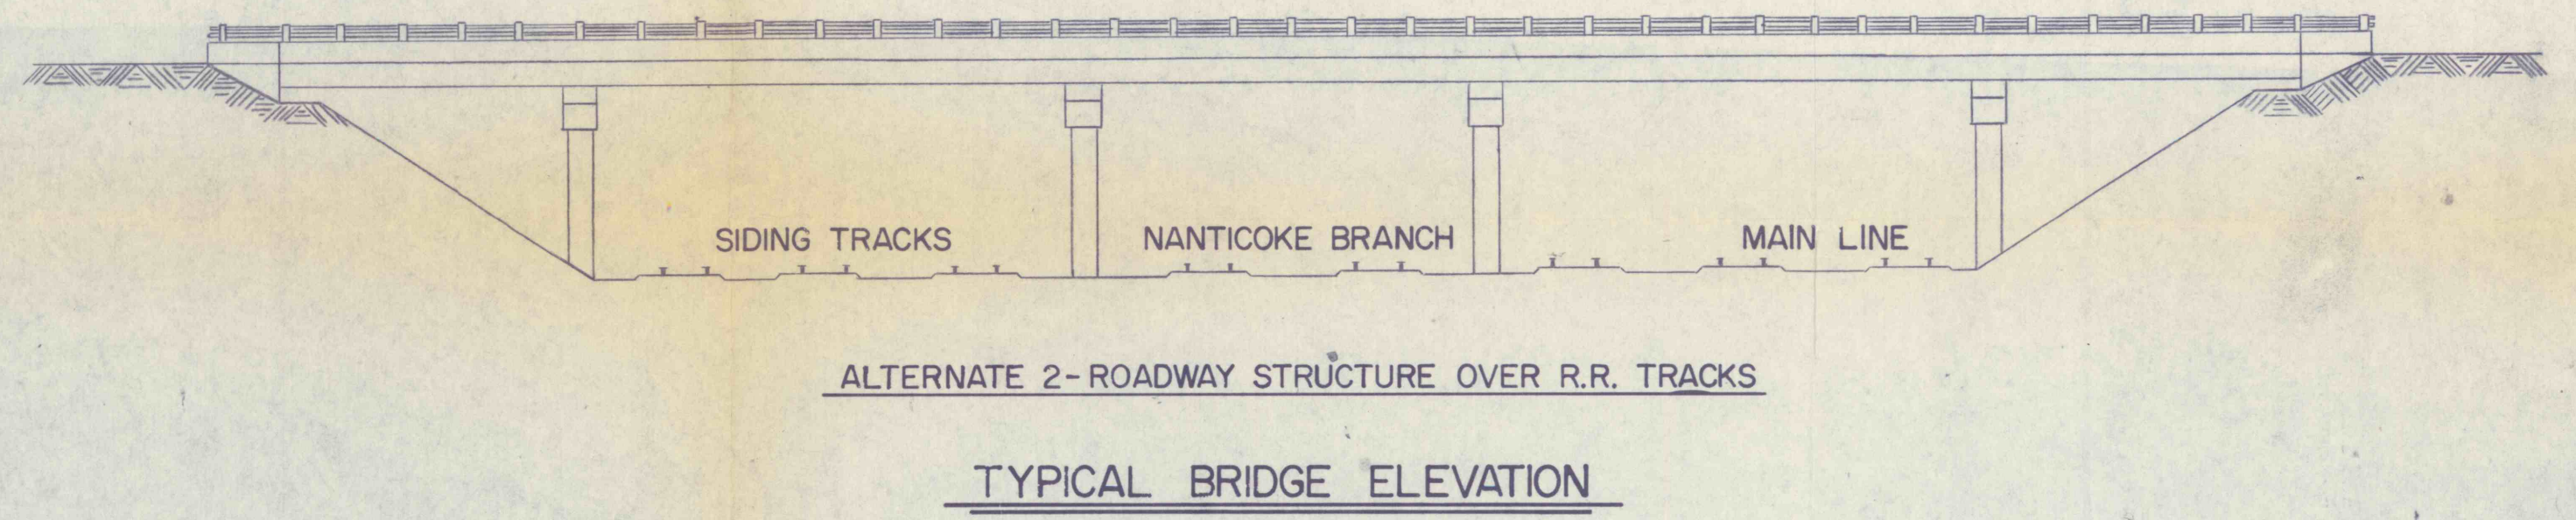 SIDING TRACKS
NANTICOKE BRANCH
MAIN LINE
ALTERNATE 2-ROADWAY STRUCTURE OVER R.R. TRACKS
TYPICAL BRIDGE ELEVATION